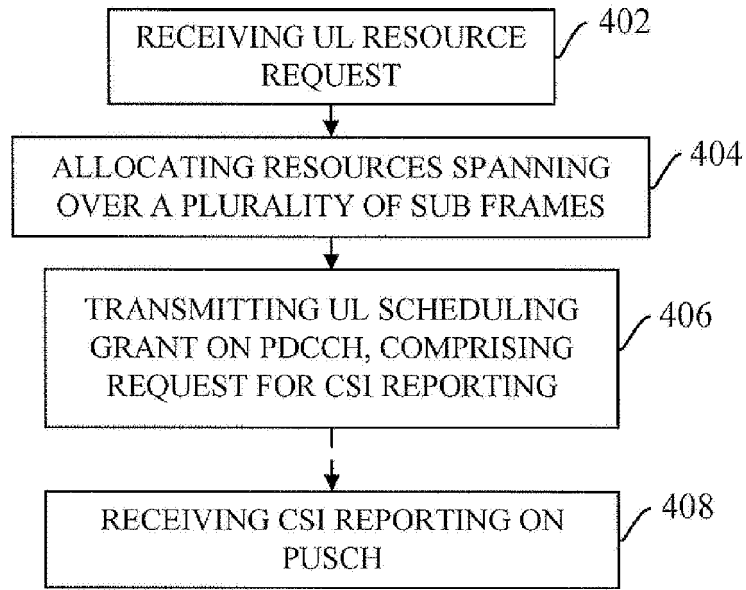 RECEIVING UL RESOURCE
REQUEST
402
ALLOCATING RESOURCES SPANNING
OVER A PLURALITY OF SUB FRAMES
404
TRANSMITTING UL SCHEDULING
GRANT ON PDCCH, COMPRISING
REQUEST FOR CSI REPORTING
406
RECEIVING CSI REPORTING ON
PUSCH
408